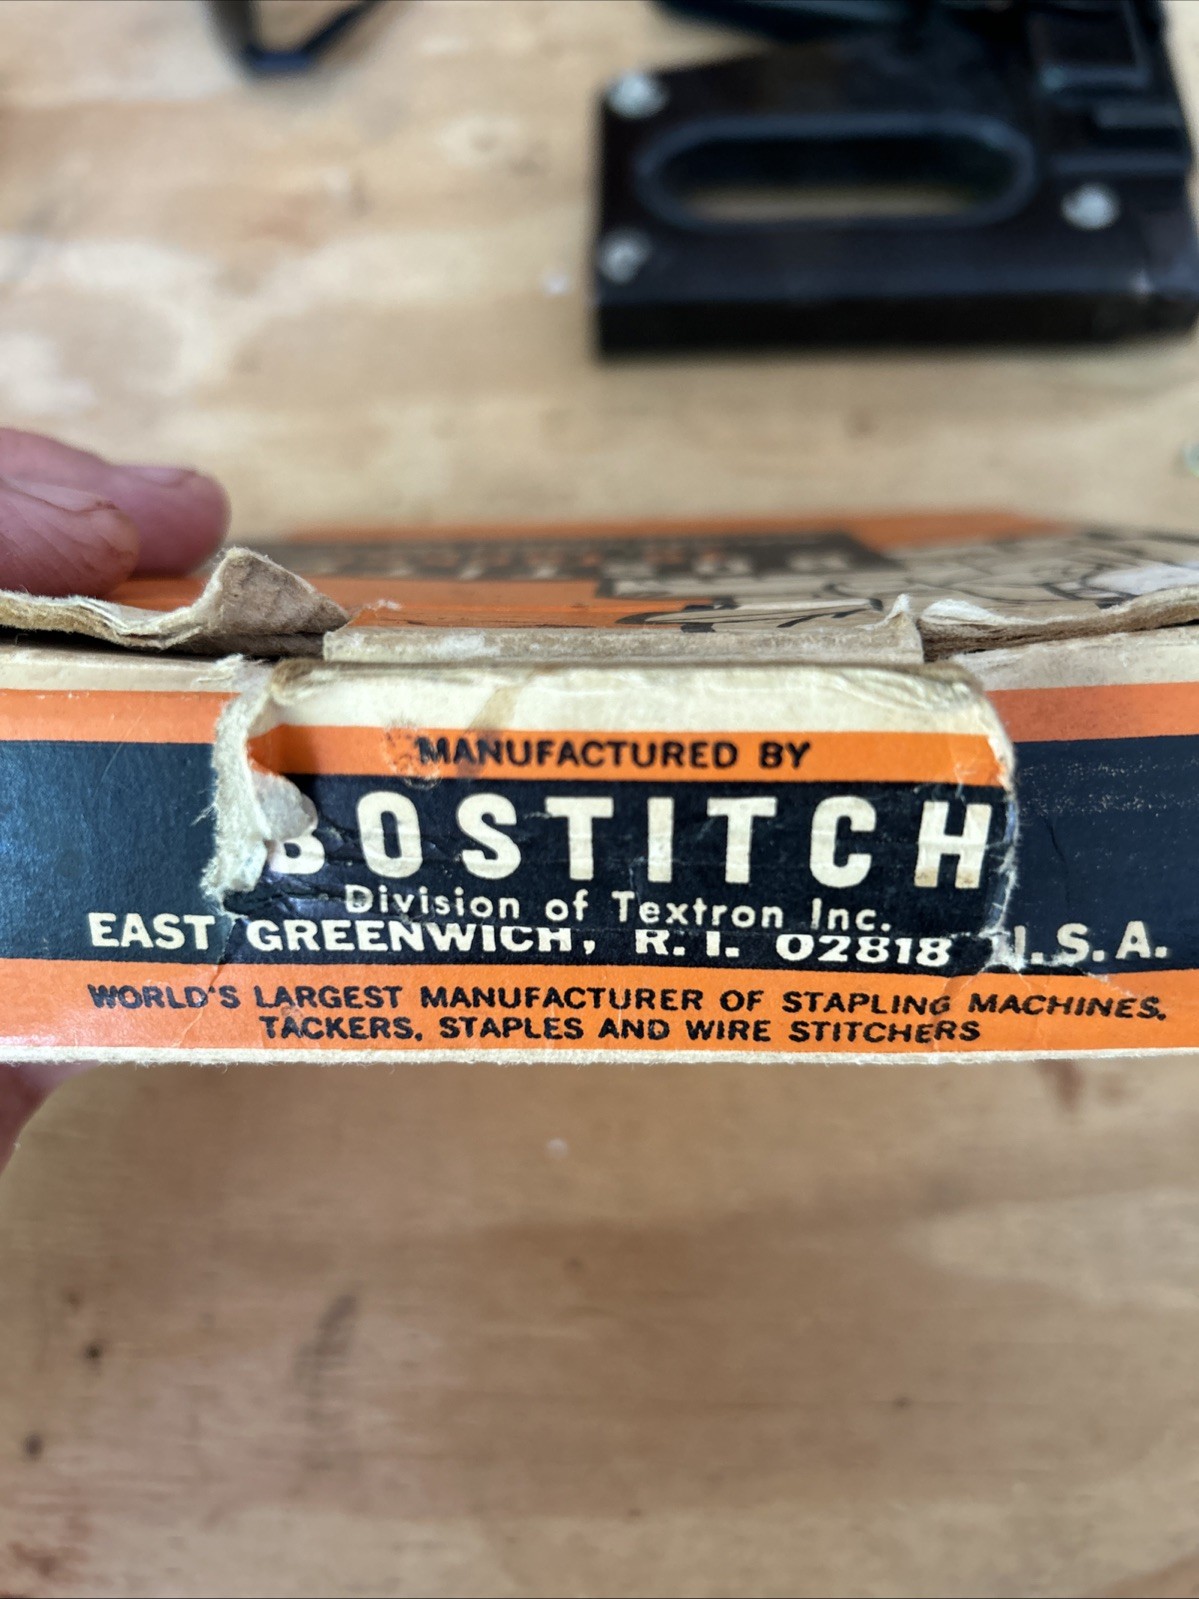 MANUFACTURED BY
BOSTITCH
Division of Textron Inc.
EAST GREENWICH, R. I. 02818 U.S.A.
WORLD'S LARGEST MANUFACTURER OF STAPLING MACHINES,
TACKERS, STAPLES AND WIRE STITCHERS